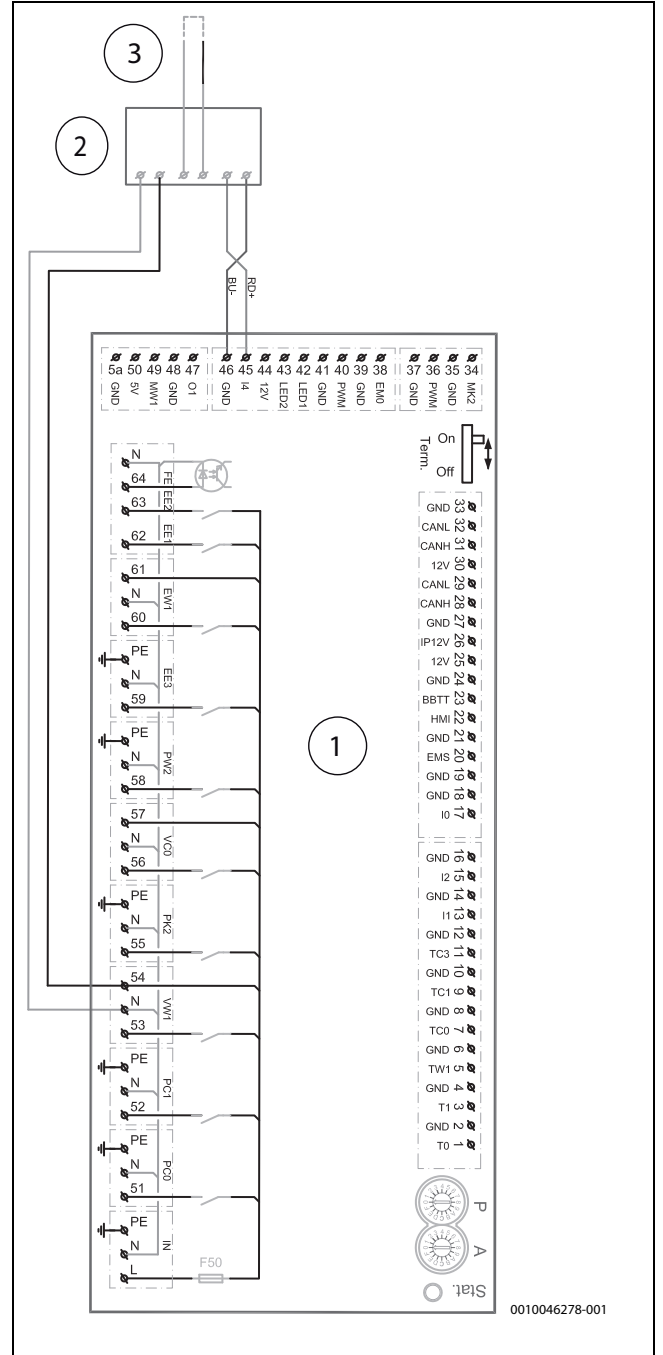 3
2
BU-
RD+
5a 50 49 48 47 46 45 44 43 42 41 40 39 38 37 36 35 34
GND 5V MW1 GND O1 GND I4 12V LED2 LED1 GND PWM GND EM0 GND PWM GND MK2
On
Off
Term.
N
64
FE
63
EE2
62
EE1
61
N
EW1
60
PE
N
EE3
59
PE
N
PW2
58
57
N
VC0
56
PE
N
PK2
55
54
N
VW1
53
PE
N
PC1
52
PE
N
PC0
51
PE
N
IN
L
F50
1
GND 33
CANL 32
CANH 31
12V 30
CANL 29
CANH 28
GND 27
IP12V 26
12V 25
GND 24
BBTT 23
HMI 22
GND 21
EMS 20
GND 19
GND 18
I0 17
GND 16
I2 15
GND 14
I1 13
GND 12
TC3 11
GND 10
TC1 9
GND 8
TC0 7
GND 6
TW1 5
GND 4
T1 3
GND 2
T0 1
P
A
Stat.
0010046278-001